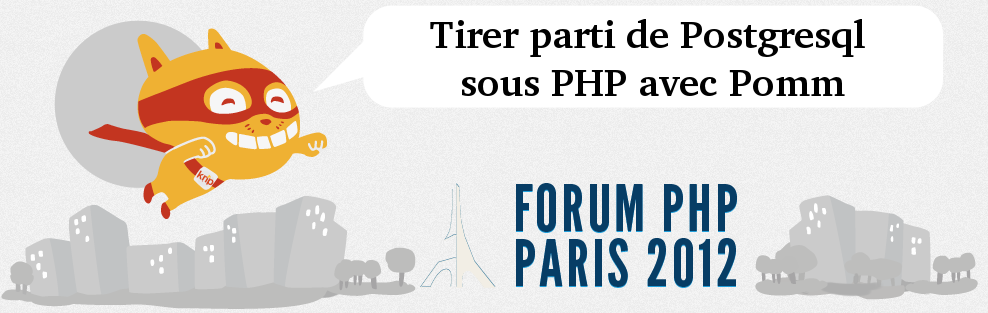 Tirer parti de Postgresql
sous PHP avec Pomm
knp
FORUM PHP
PARIS 2012